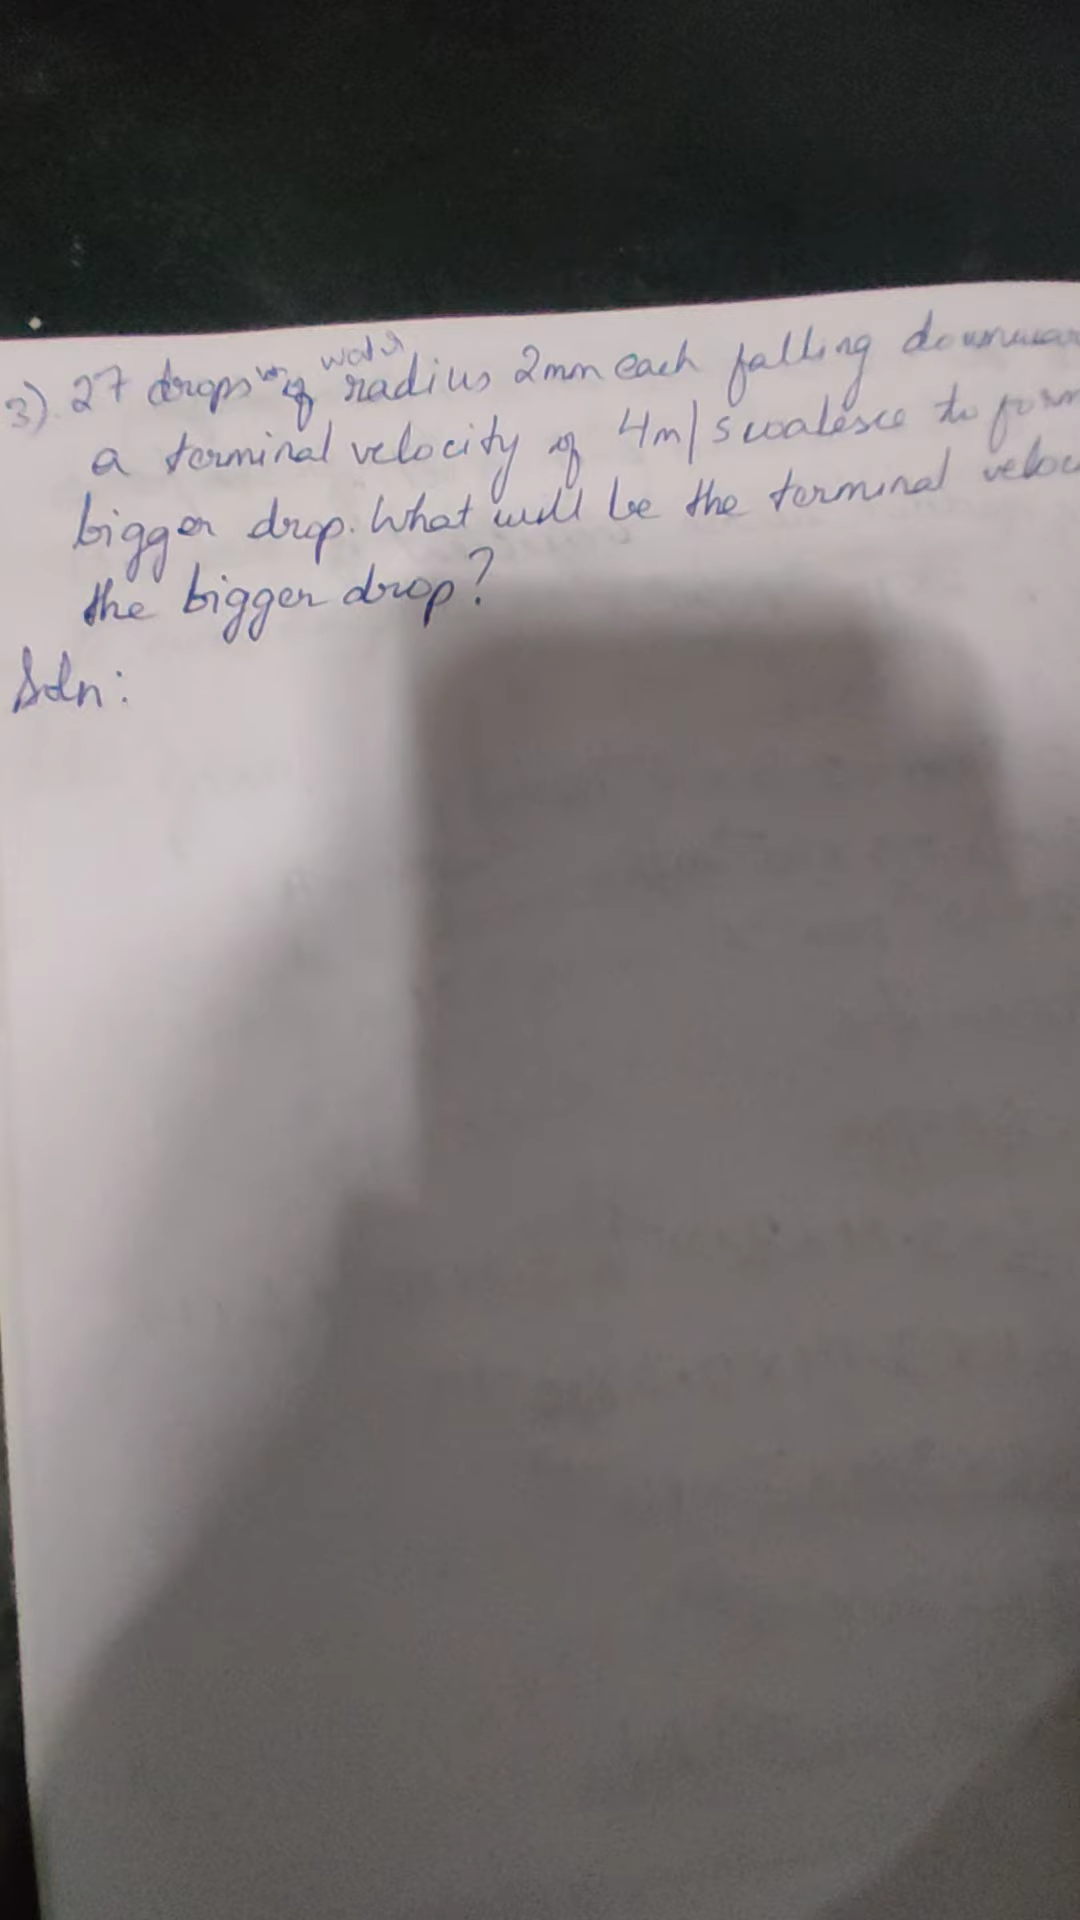 3). 27 drops of water radius 2mm each falling downwar
a terminal velocity of 4m/s coalesce to form
bigger drop. What will be the terminal veloc
the bigger drop?
Soln: